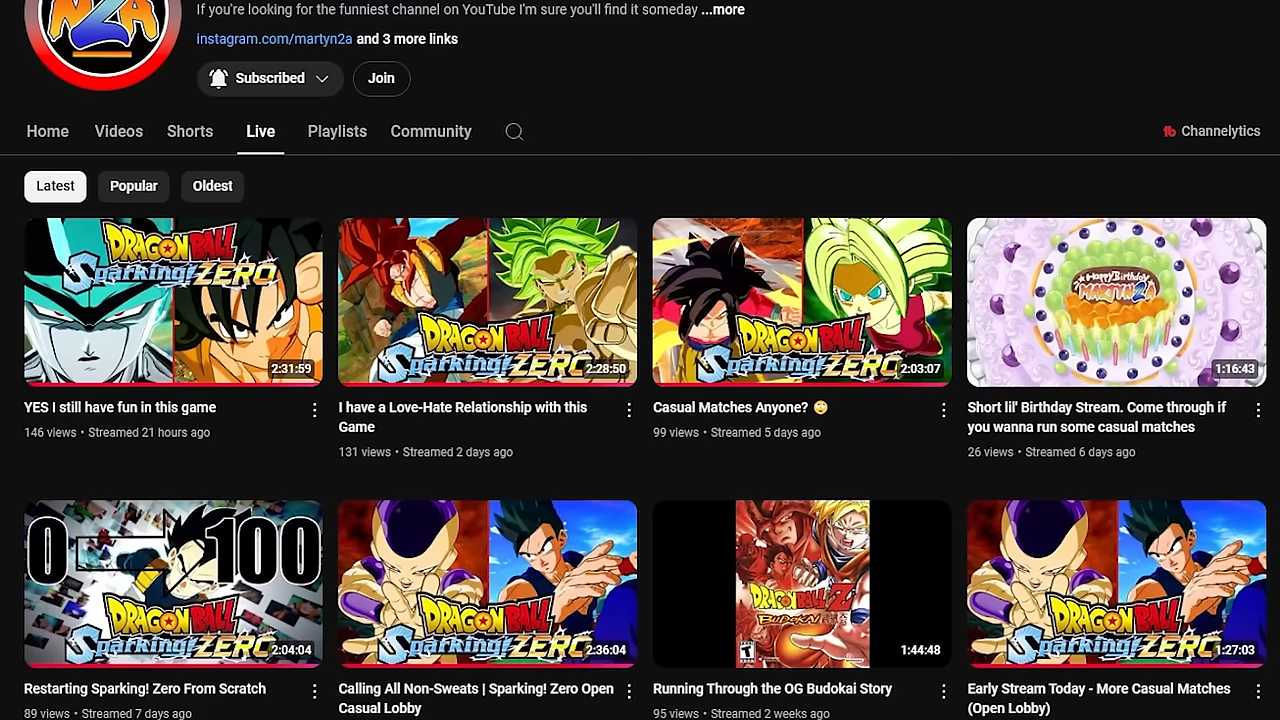 N2A
If you're looking for the funniest channel on YouTube I'm sure you'll find it someday ...more
instagram.com/martyn2a and 3 more links
Subscribed
Join
Home
Videos
Shorts
Live
Playlists
Community
Channelytics
Latest
Popular
Oldest
DRAGON BALL
Sparking! ZERO
2:31:59
DRAGON BALL
Sparking! ZERO
2:28:50
DRAGON BALL
Sparking! ZERO
2:03:07
Happy Birthday
MARTYN2A
1:16:43
YES I still have fun in this game
146 views • Streamed 21 hours ago
I have a Love-Hate Relationship with this
Game
131 views • Streamed 2 days ago
Casual Matches Anyone? 🙄
99 views • Streamed 5 days ago
Short lil' Birthday Stream. Come through if
you wanna run some casual matches
26 views • Streamed 6 days ago
0 100
DRAGON BALL
Sparking! ZERO
2:04:04
DRAGON BALL
Sparking! ZERO
2:36:04
DRAGON BALL Z
BUDOKAI
T
1:44:48
DRAGON BALL
Sparking! ZERO
1:27:03
Restarting Sparking! Zero From Scratch
89 views • Streamed 7 days ago
Calling All Non-Sweats | Sparking! Zero Open
Casual Lobby
Running Through the OG Budokai Story
95 views • Streamed 2 weeks ago
Early Stream Today - More Casual Matches
(Open Lobby)